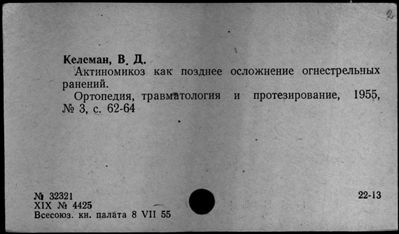 Келеман, В. Д.
Актиномикоз как позднее осложнение огнестрельных
ранений.
Ортопедия, травматология и протезирование, 1955,
№ 3, с. 62-64
№ 32321
XIX № 4425
Всесоюз. кн. палата 8 VII 55
22-13